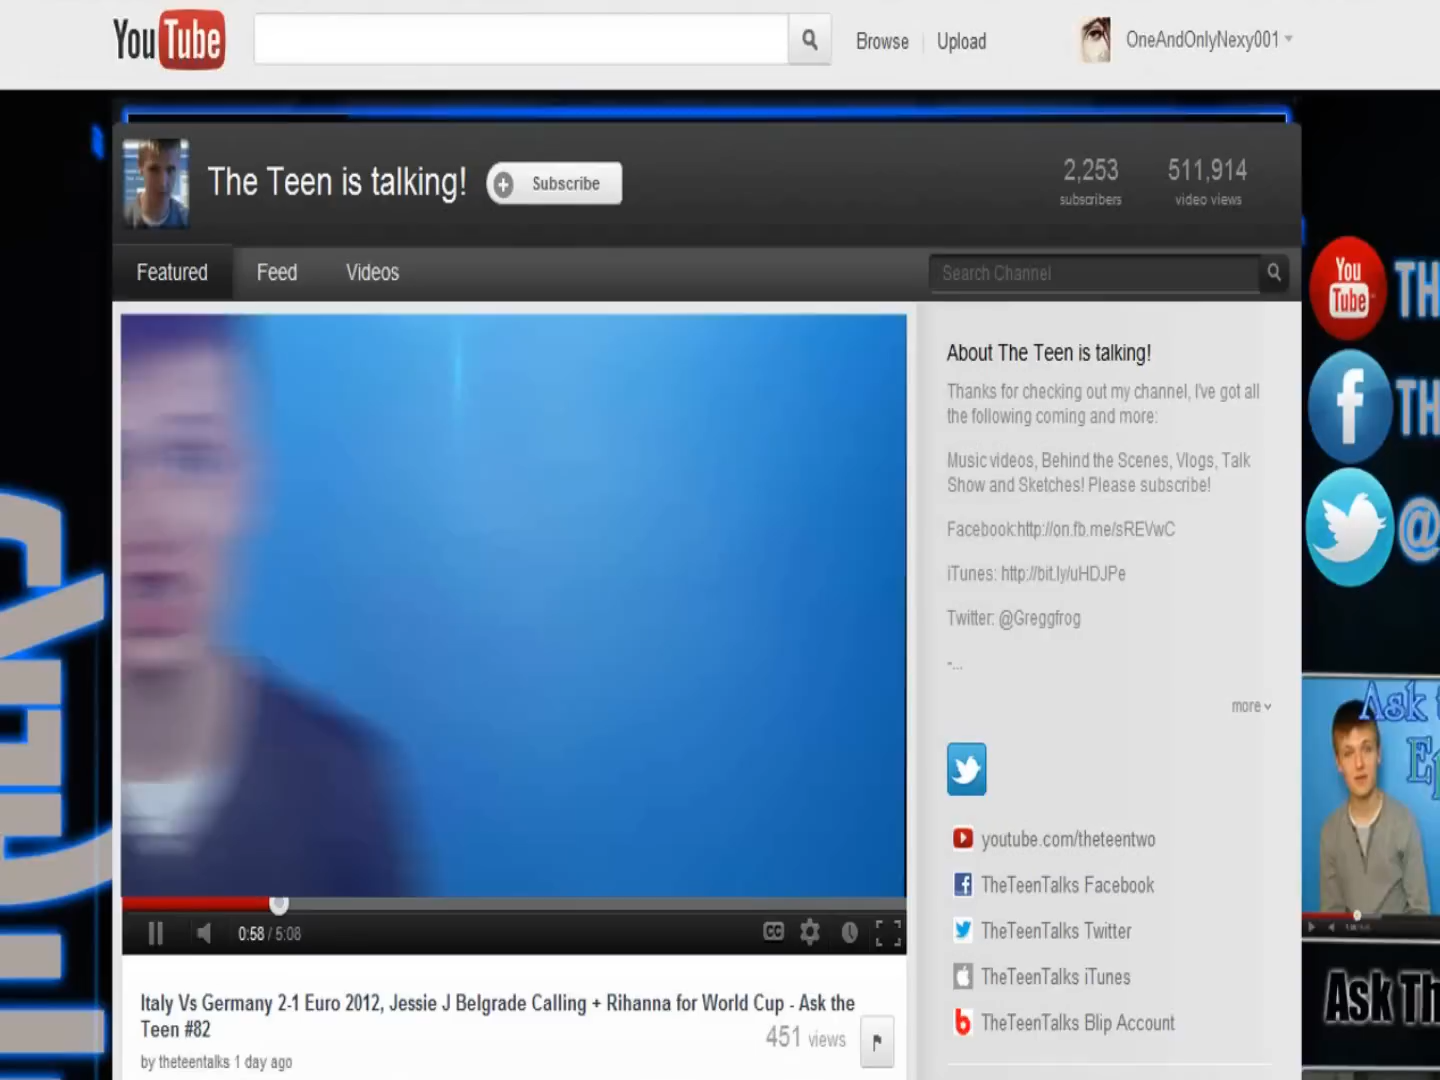 YouTube
Browse
Upload
OneAndOnlyNexy001
The Teen is talking!
Subscribe
2,253
subscribers
511,914
video views
Featured
Feed
Videos
Search Channel
You
Tube
TH
TH
@
About The Teen is talking!
Thanks for checking out my channel, I've got all
the following coming and more:
Music videos, Behind the Scenes, Vlogs, Talk
Show and Sketches! Please subscribe!
Facebook:http://on.fb.me/sREVwC
iTunes: http://bit.ly/uHDJPe
Twitter: @Greggfrog
-...
more
youtube.com/theteentwo
TheTeenTalks Facebook
TheTeenTalks Twitter
TheTeenTalks iTunes
TheTeenTalks Blip Account
0:58 / 5:08
CC
Italy Vs Germany 2-1 Euro 2012, Jessie J Belgrade Calling + Rihanna for World Cup - Ask the
Teen #82
451 views
by theteentalks 1 day ago
Ask
Ask Th